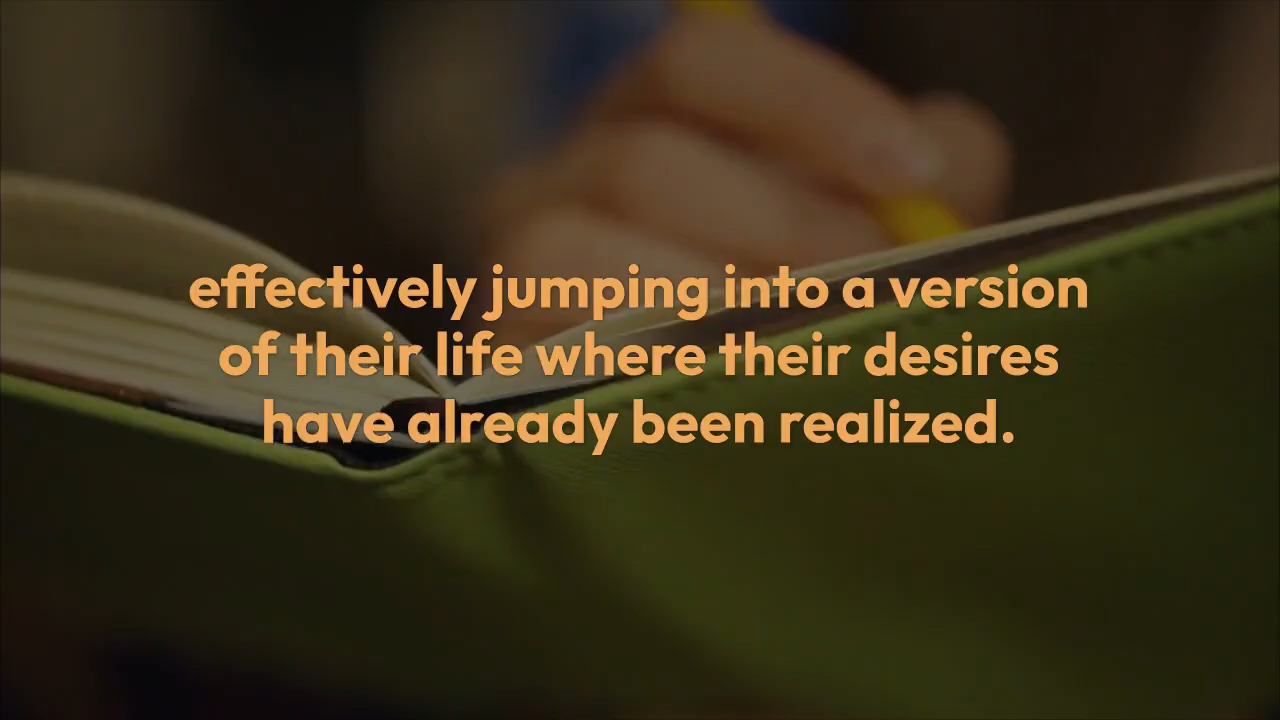 effectively jumping into a version
of their life where their desires
have already been realized.